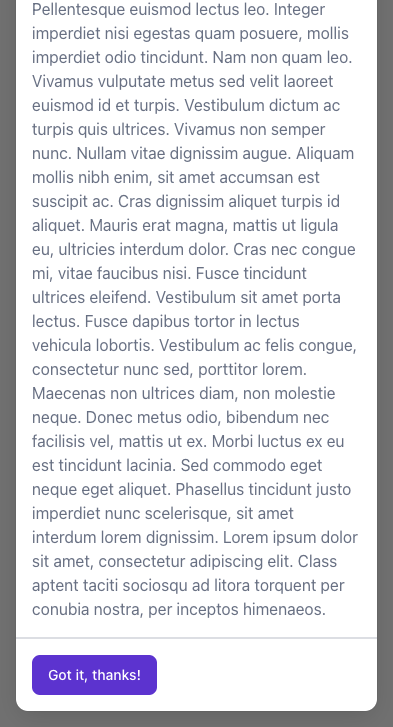 Pellentesque euismod lectus leo. Integer
imperdiet nisi egestas quam posuere, mollis
imperdiet odio tincidunt. Nam non quam leo.
Vivamus vulputate metus sed velit laoreet
euismod id et turpis. Vestibulum dictum ac
turpis quis ultrices. Vivamus non semper
nunc. Nullam vitae dignissim augue. Aliquam
mollis nibh enim, sit amet accumsan est
suscipit ac. Cras dignissim aliquet turpis id
aliquet. Mauris erat magna, mattis ut ligula
eu, ultricies interdum dolor. Cras nec congue
mi, vitae faucibus nisi. Fusce tincidunt
ultrices eleifend. Vestibulum sit amet porta
lectus. Fusce dapibus tortor in lectus
vehicula lobortis. Vestibulum ac felis congue,
consectetur nunc sed, porttitor lorem.
Maecenas non ultrices diam, non molestie
neque. Donec metus odio, bibendum nec
facilisis vel, mattis ut ex. Morbi luctus ex eu
est tincidunt lacinia. Sed commodo eget
neque eget aliquet. Phasellus tincidunt justo
imperdiet nunc scelerisque, sit amet
interdum lorem dignissim. Lorem ipsum dolor
sit amet, consectetur adipiscing elit. Class
aptent taciti sociosqu ad litora torquent per
conubia nostra, per inceptos himenaeos.
Got it, thanks!